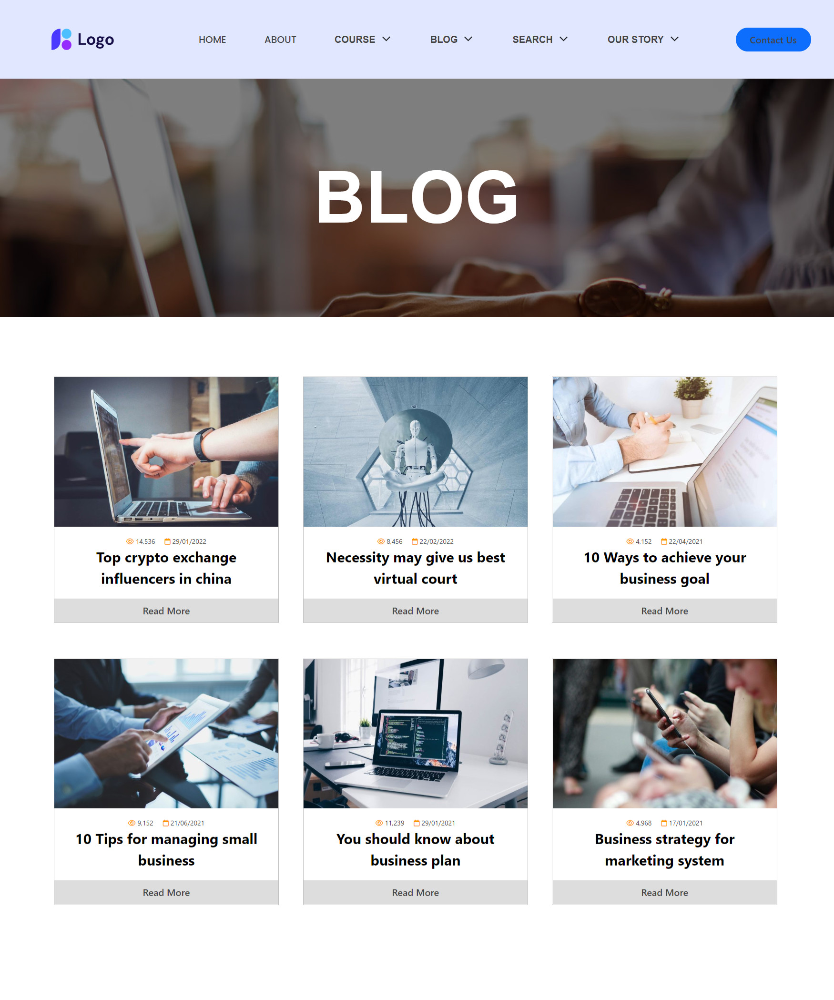 Logo
HOME ABOUT COURSE BLOG SEARCH OUR STORY Contact Us
BLOG
14,536 29/01/2022
Top crypto exchange
influencers in china
Read More
8,456 22/02/2022
Necessity may give us best
virtual court
Read More
4,152 22/04/2021
10 Ways to achieve your
business goal
Read More
9,152 21/06/2021
10 Tips for managing small
business
Read More
11,239 29/01/2021
You should know about
business plan
Read More
4,968 17/01/2021
Business strategy for
marketing system
Read More